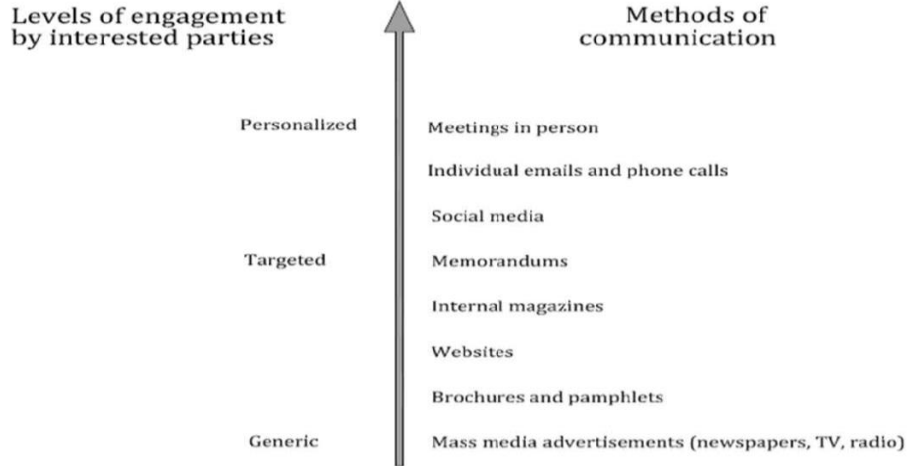 Levels of engagement
by interested parties
Methods of
communication
Personalized
Meetings in person
Individual emails and phone calls
Social media
Targeted
Memorandums
Internal magazines
Websites
Brochures and pamphlets
Generic
Mass media advertisements (newspapers, TV, radio)